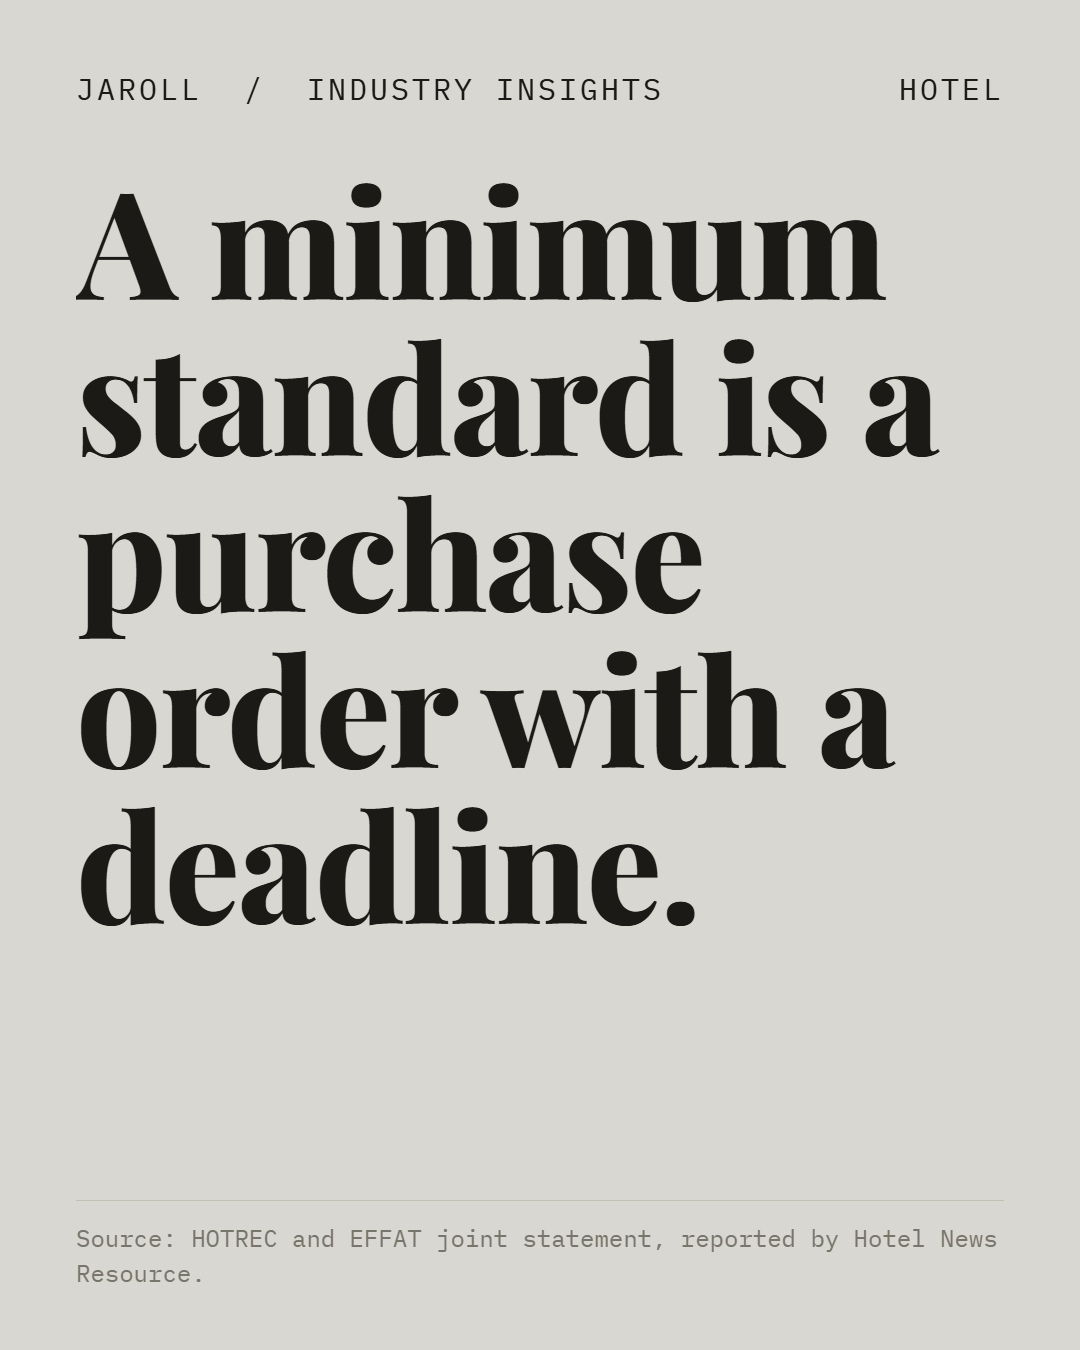 JAROLL / INDUSTRY INSIGHTS HOTEL
A minimum
standard is a
purchase
order with a
deadline.
Source: HOTREC and EFFAT joint statement, reported by Hotel News
Resource.